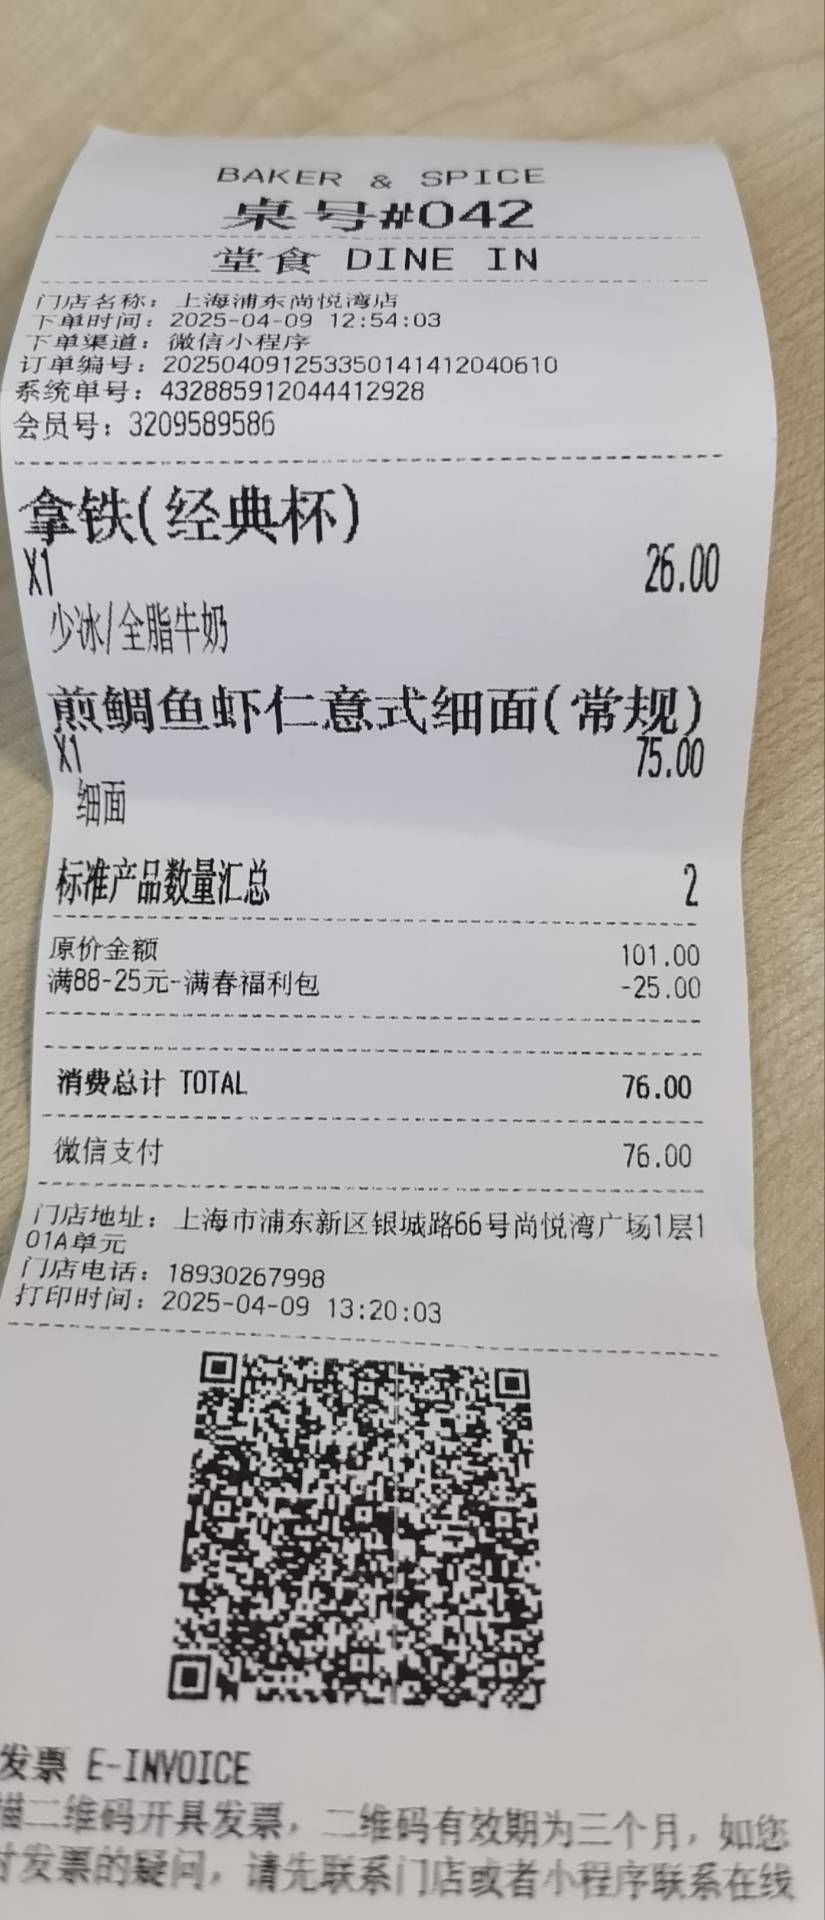 BAKER & SPICE
桌号#042
堂食 DINE IN
门店名称：上海浦东尚悦湾店
下单时间：2025-04-09 12:54:03
下单渠道：微信小程序
订单编号：20250409125335014141204​0610
系统单号：432885912044412928
会员号：3209589586
拿铁(经典杯)
X1 26.00
少冰/全脂牛奶
煎鲷鱼虾仁意式细面(常规)
X1 75.00
细面
标准产品数量汇总 2
原价金额 101.00
满88-25元-满春福利包 -25.00
消费总计 TOTAL 76.00
微信支付 76.00
门店地址：上海市浦东新区银城路66号尚悦湾广场1层1
01A单元
门店电话：18930267998
打印时间：2025-04-09 13:20:03
发票 E-INVOICE
描二维码开具发票，二维码有效期为三个月，如您
对发票的疑问，请先联系门店或者小程序联系在线